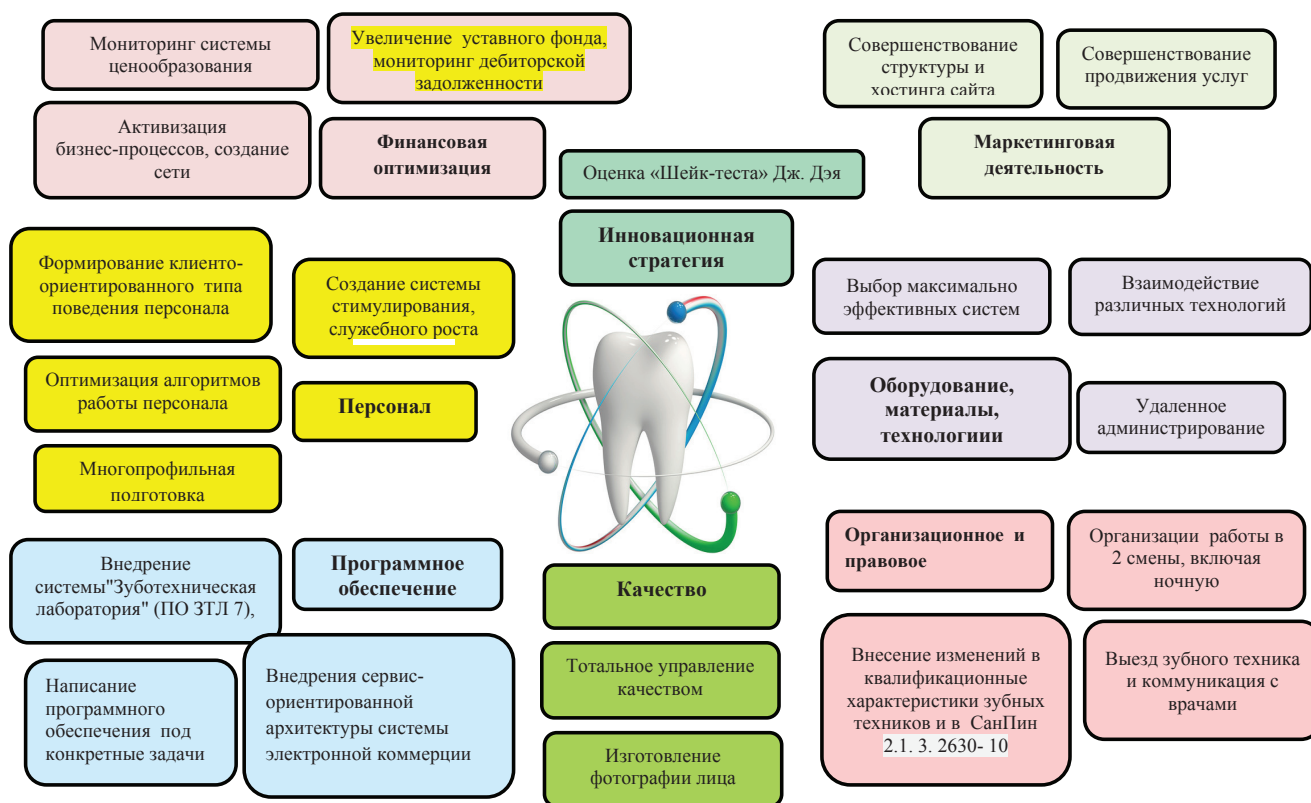 Мониторинг системы
ценообразования
Увеличение уставного фонда,
мониторинг дебиторской
задолженности
Активизация
бизнес-процессов, создание
сети
Финансовая
оптимизация
Совершенствование
структуры и
хостинга сайта
Совершенствование
продвижения услуг
Маркетинговая
деятельность
Оценка «Шейк-теста» Дж. Дэя
Инновационная
стратегия
Формирование клиенто-
ориентированного типа
поведения персонала
Создание системы
стимулирования,
служебного роста
Оптимизация алгоритмов
работы персонала
Персонал
Многопрофильная
подготовка
Выбор максимально
эффективных систем
Взаимодействие
различных технологий
Оборудование,
материалы,
технологиии
Удаленное
администрирование
Внедрение
системы"Зуботехническая
лаборатория" (ПО ЗТЛ 7),
Программное
обеспечение
Написание
программного
обеспечения под
конкретные задачи
Внедрения сервис-
ориентированной
архитектуры системы
электронной коммерции
Качество
Тотальное управление
качеством
Изготовление
фотографии лица
Организационное и
правовое
Организации работы в
2 смены, включая
ночную
Внесение изменений в
квалификационные
характеристики зубных
техников и в СанПин
2.1. 3. 2630- 10
Выезд зубного техника
и коммуникация с
врачами